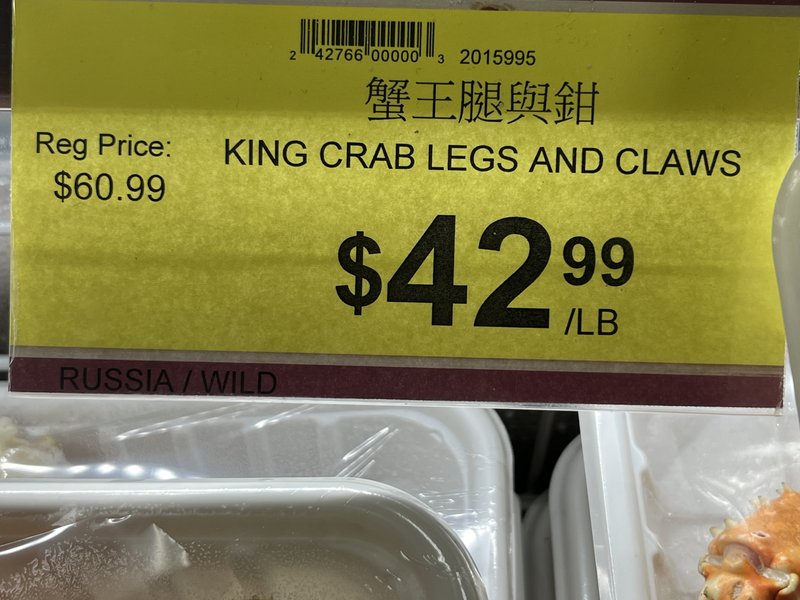 2 42766 00000 3 2015995
蟹王腿與鉗
Reg Price:
$60.99
KING CRAB LEGS AND CLAWS
$42 99
/LB
RUSSIA / WILD